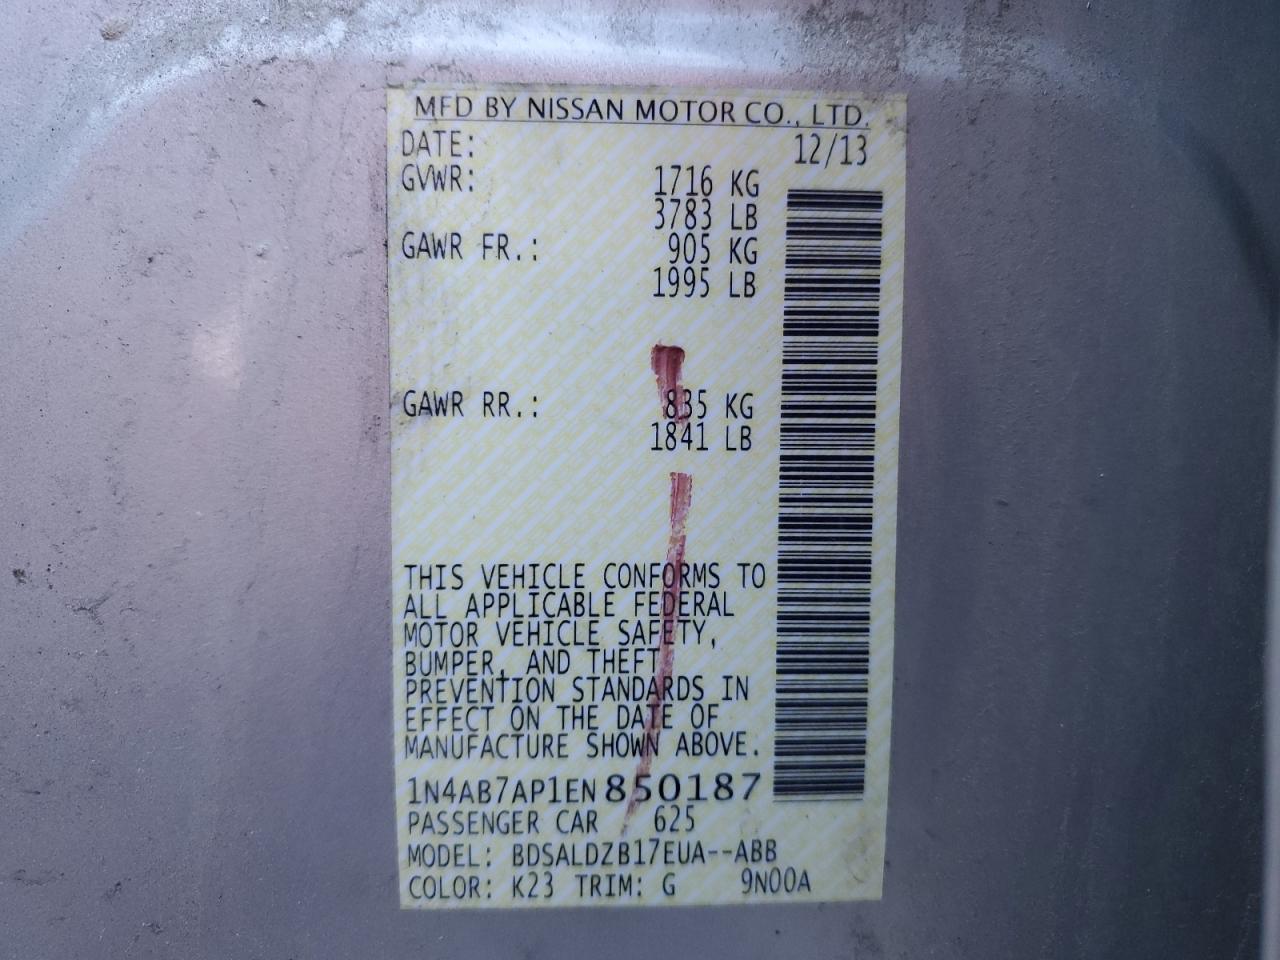 MFD BY NISSAN MOTOR CO., LTD.
DATE: 12/13
GVWR: 1716 KG
3783 LB
GAWR FR.: 905 KG
1995 LB
GAWR RR.: 835 KG
1841 LB
THIS VEHICLE CONFORMS TO
ALL APPLICABLE FEDERAL
MOTOR VEHICLE SAFETY,
BUMPER, AND THEFT
PREVENTION STANDARDS IN
EFFECT ON THE DATE OF
MANUFACTURE SHOWN ABOVE.
1N4AB7AP1EN850187
PASSENGER CAR 625
MODEL: BDSALDZB17EUA--ABB
COLOR: K23 TRIM: G 9N00A